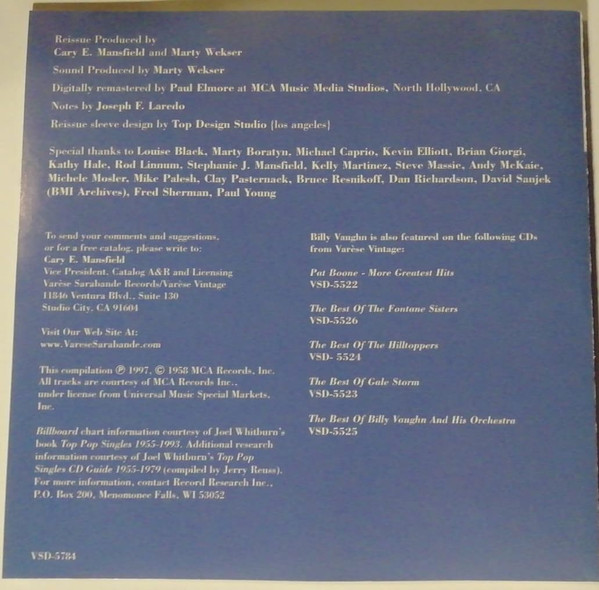 Reissue Produced by
Cary E. Mansfield and Marty Wekser
Sound Produced by Marty Wekser
Digitally remastered by Paul Elmore at MCA Music Media Studios, North Hollywood, CA
Notes by Joseph F. Laredo
Reissue sleeve design by Top Design Studio {los angeles}
Special thanks to Louise Black, Marty Boratyn, Michael Caprio, Kevin Elliott, Brian Giorgi,
Kathy Hale, Rod Linnum, Stephanie J. Mansfield, Kelly Martinez, Steve Massie, Andy McKaie,
Michele Mosler, Mike Palesh, Clay Pasternack, Bruce Resnikoff, Dan Richardson, David Sanjek
(BMI Archives), Fred Sherman, Paul Young
To send your comments and suggestions,
or for a free catalog, please write to:
Cary E. Mansfield
Vice President, Catalog A&R and Licensing
Varèse Sarabande Records/Varèse Vintage
11846 Ventura Blvd., Suite 130
Studio City, CA 91604
Visit Our Web Site At:
www.VareseSarabande.com
This compilation ℗ 1997, © 1958 MCA Records, Inc.
All tracks are courtesy of MCA Records Inc.,
under license from Universal Music Special Markets,
Inc.
Billboard chart information courtesy of Joel Whitburn's
book Top Pop Singles 1955-1993. Additional research
information courtesy of Joel Whitburn's Top Pop
Singles CD Guide 1955-1979 (compiled by Jerry Reuss).
For more information, contact Record Research Inc.,
P.O. Box 200, Menomonee Falls, WI 53052
VSD-5784
Billy Vaughn is also featured on the following CDs
from Varèse Vintage:
Pat Boone - More Greatest Hits
VSD-5522
The Best Of The Fontane Sisters
VSD-5526
The Best Of The Hilltoppers
VSD- 5524
The Best Of Gale Storm
VSD-5523
The Best Of Billy Vaughn And His Orchestra
VSD-5525